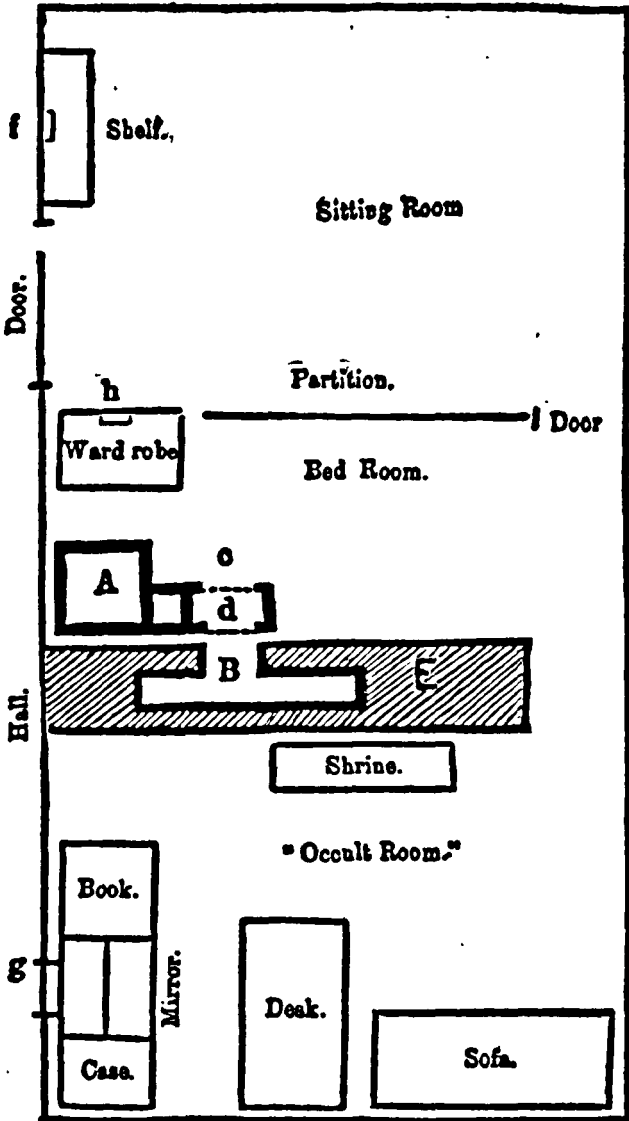 f
Shelf.
Sitting Room
Door.
Partition.
h
Door
Ward robe
Bed Room.
c
A
d
B
E
Hall.
Shrine.
"Occult Room."
Book.
g
Mirror.
Desk.
Sofa.
Case.